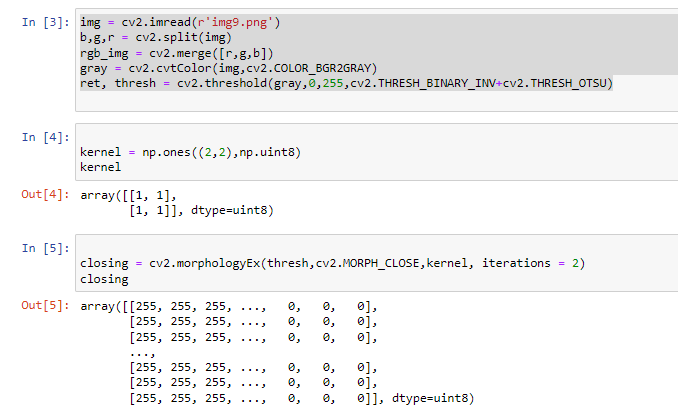 In [3]: img = cv2.imread(r'img9.png')
b,g,r = cv2.split(img)
rgb_img = cv2.merge([r,g,b])
gray = cv2.cvtColor(img,cv2.COLOR_BGR2GRAY)
ret, thresh = cv2.threshold(gray,0,255,cv2.THRESH_BINARY_INV+cv2.THRESH_OTSU)
In [4]:
kernel = np.ones((2,2),np.uint8)
kernel
Out[4]: array([[1, 1],
[1, 1]], dtype=uint8)
In [5]:
closing = cv2.morphologyEx(thresh,cv2.MORPH_CLOSE,kernel, iterations = 2)
closing
Out[5]: array([[255, 255, 255, ..., 0, 0, 0],
[255, 255, 255, ..., 0, 0, 0],
[255, 255, 255, ..., 0, 0, 0],
...,
[255, 255, 255, ..., 0, 0, 0],
[255, 255, 255, ..., 0, 0, 0],
[255, 255, 255, ..., 0, 0, 0]], dtype=uint8)